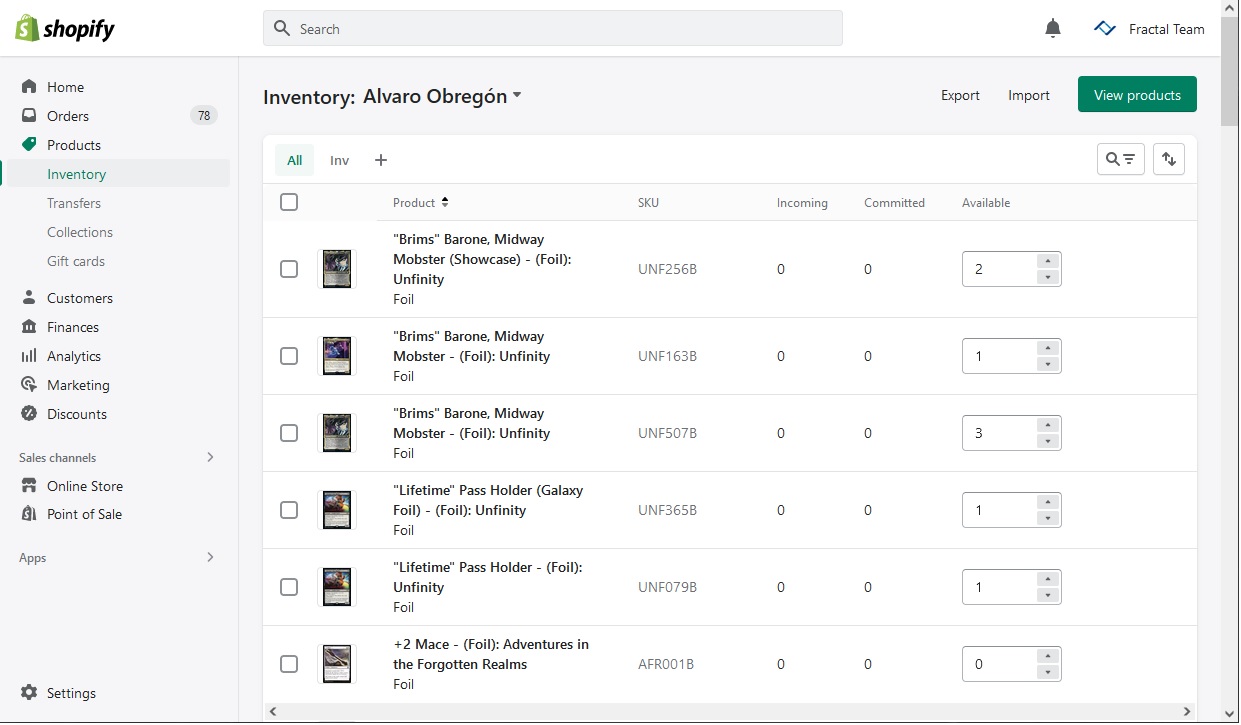 shopify
Search
Fractal Team
Home
Orders 78
Products
Inventory
Transfers
Collections
Gift cards
Customers
Finances
Analytics
Marketing
Discounts
Sales channels
Online Store
Point of Sale
Apps
Settings
Inventory: Alvaro Obregón
Export Import View products
All Inv +
Product SKU Incoming Committed Available
"Brims" Barone, Midway
Mobster (Showcase) - (Foil):
Unfinity
Foil
UNF256B 0 0 2
"Brims" Barone, Midway
Mobster - (Foil): Unfinity
Foil
UNF163B 0 0 1
"Brims" Barone, Midway
Mobster - (Foil): Unfinity
Foil
UNF507B 0 0 3
"Lifetime" Pass Holder (Galaxy
Foil) - (Foil): Unfinity
Foil
UNF365B 0 0 1
"Lifetime" Pass Holder - (Foil):
Unfinity
Foil
UNF079B 0 0 1
+2 Mace - (Foil): Adventures in
the Forgotten Realms
Foil
AFR001B 0 0 0